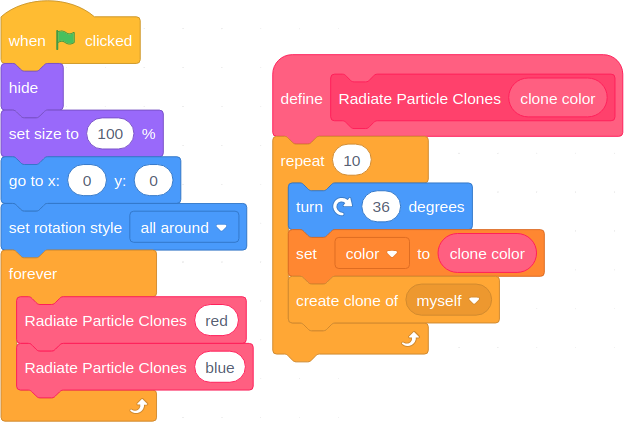 when clicked
hide
set size to 100 %
go to x: 0 y: 0
set rotation style all around
forever
Radiate Particle Clones red
Radiate Particle Clones blue
define Radiate Particle Clones clone color
repeat 10
turn 36 degrees
set color to clone color
create clone of myself